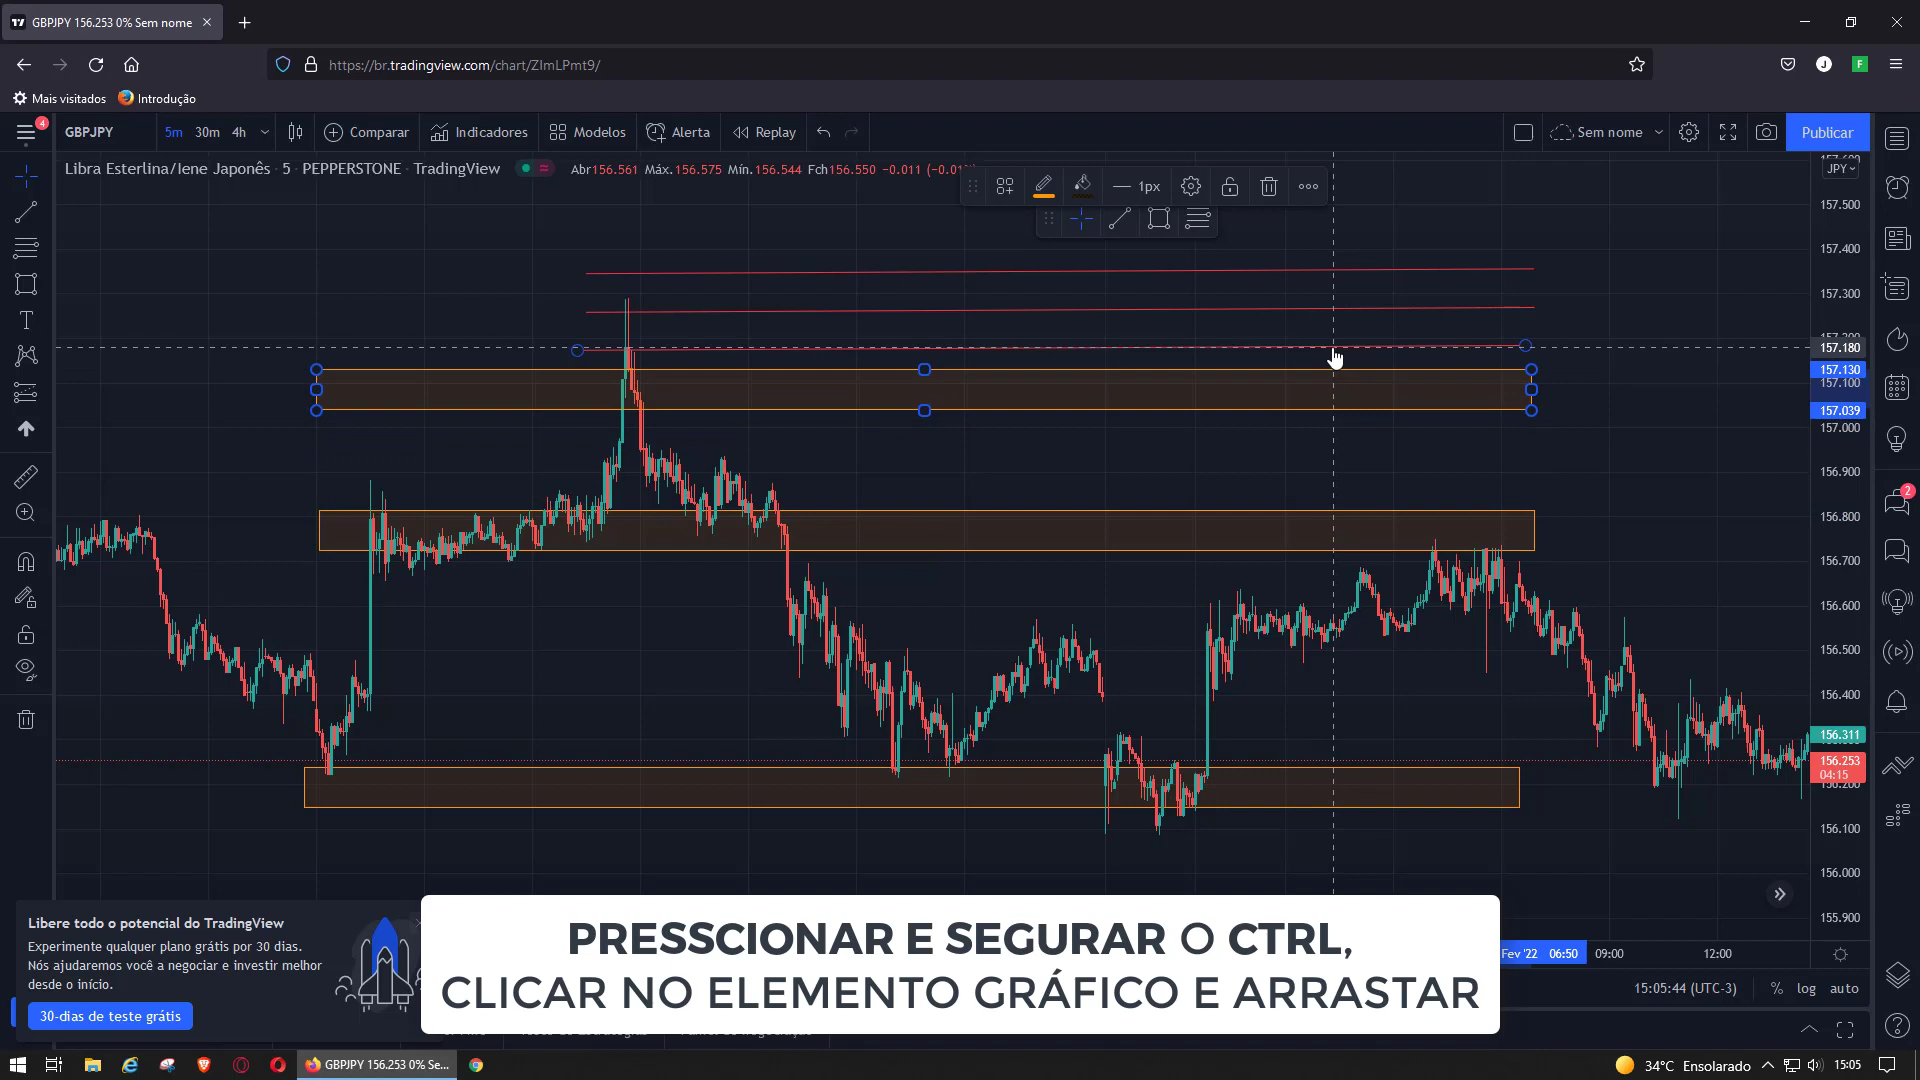 GBPJPY 156.253 0% Sem nome
https://br.tradingview.com/chart/ZImLPmt9/
Mais visitados
Introdução
4
GBPJPY
5m
30m
4h
Comparar
Indicadores
Modelos
Alerta
Replay
Sem nome
Publicar
Libra Esterlina/Iene Japonês · 5 · PEPPERSTONE · TradingView
Abr156.561 Máx.156.575 Mín.156.544 Fch156.550 -0.011
JPY
1px
157.500
157.400
157.300
157.180
157.130
157.100
157.039
157.000
156.900
156.800
156.700
156.600
156.500
156.400
156.311
156.253
04:15
156.200
156.100
156.000
155.900
2
Libere todo o potencial do TradingView
Experimente qualquer plano grátis por 30 dias.
Nós ajudaremos você a negociar e investir melhor
desde o início.
30-dias de teste grátis
PRESSCIONAR E SEGURAR O CTRL,
CLICAR NO ELEMENTO GRÁFICO E ARRASTAR
Fev '22 06:50
09:00
12:00
15:05:44 (UTC-3)
%
log
auto
GBPJPY 156.253 0% Se...
34°C Ensolarado
15:05